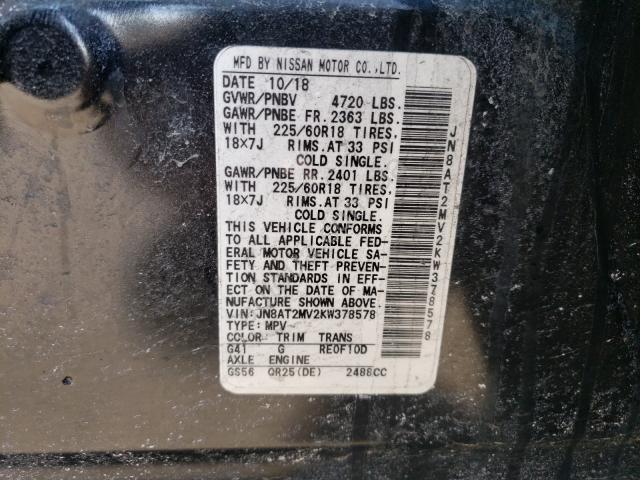 MFD BY NISSAN MOTOR CO.,LTD.
DATE 10/18
GVWR/PNBV 4720 LBS.
GAWR/PNBE FR. 2363 LBS.
WITH 225/60R18 TIRES,
18X7J RIMS. AT 33 PSI
COLD SINGLE.
GAWR/PNBE RR. 2401 LBS.
WITH 225/60R18 TIRES,
18X7J RIMS. AT 33 PSI
COLD SINGLE.
THIS VEHICLE CONFORMS
TO ALL APPLICABLE FED-
ERAL MOTOR VEHICLE SA-
FETY AND THEFT PREVEN-
TION STANDARDS IN EFF-
ECT ON THE DATE OF MA-
NUFACTURE SHOWN ABOVE.
VIN: JN8AT2MV2KW378578
TYPE: MPV
COLOR TRIM TRANS
G41 G RE0F10D
AXLE ENGINE
GS56 QR25(DE) 2488CC
JN8AT2MV2KW378578